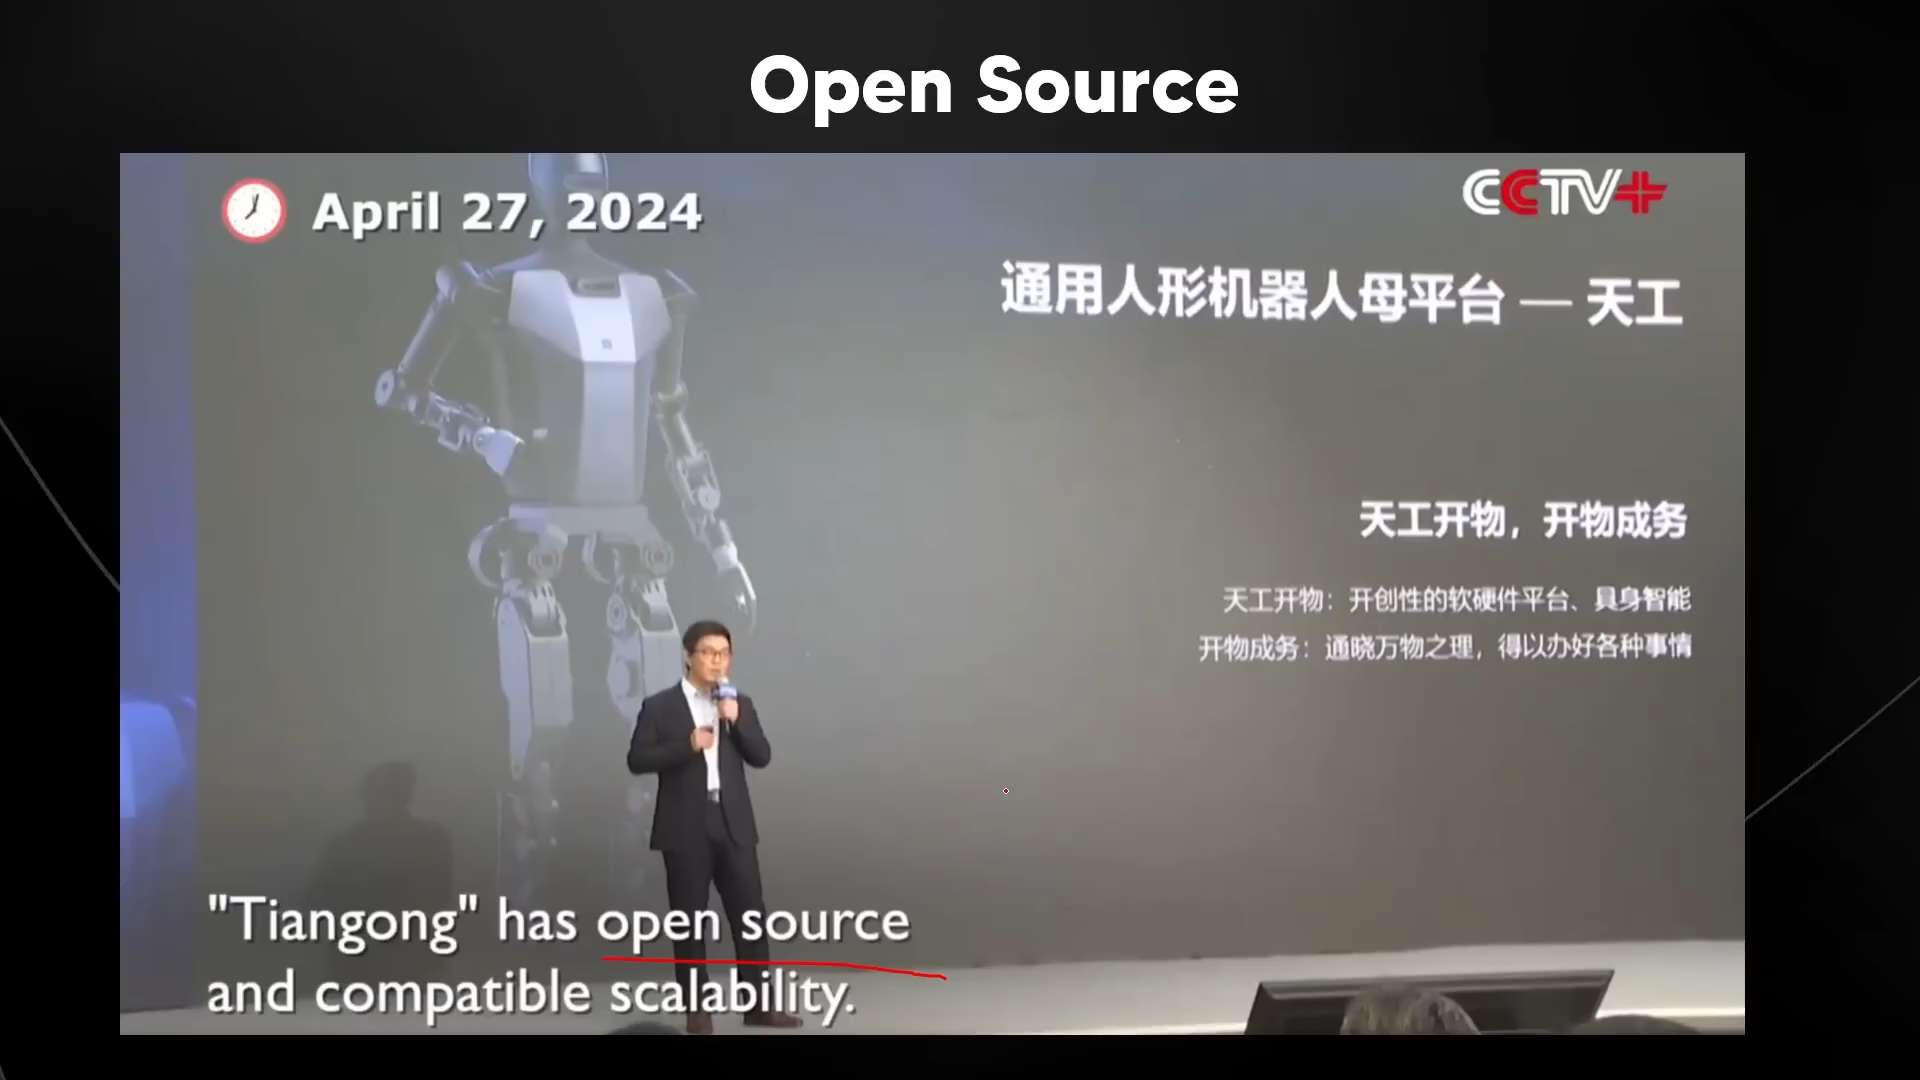 Open Source
April 27, 2024
CCTV+
通用人形机器人母平台 — 天工
天工开物，开物成务
天工开物：开创性的软硬件平台、具身智能
开物成务：通晓万物之理，得以办好各种事情
"Tiangong" has open source
and compatible scalability.